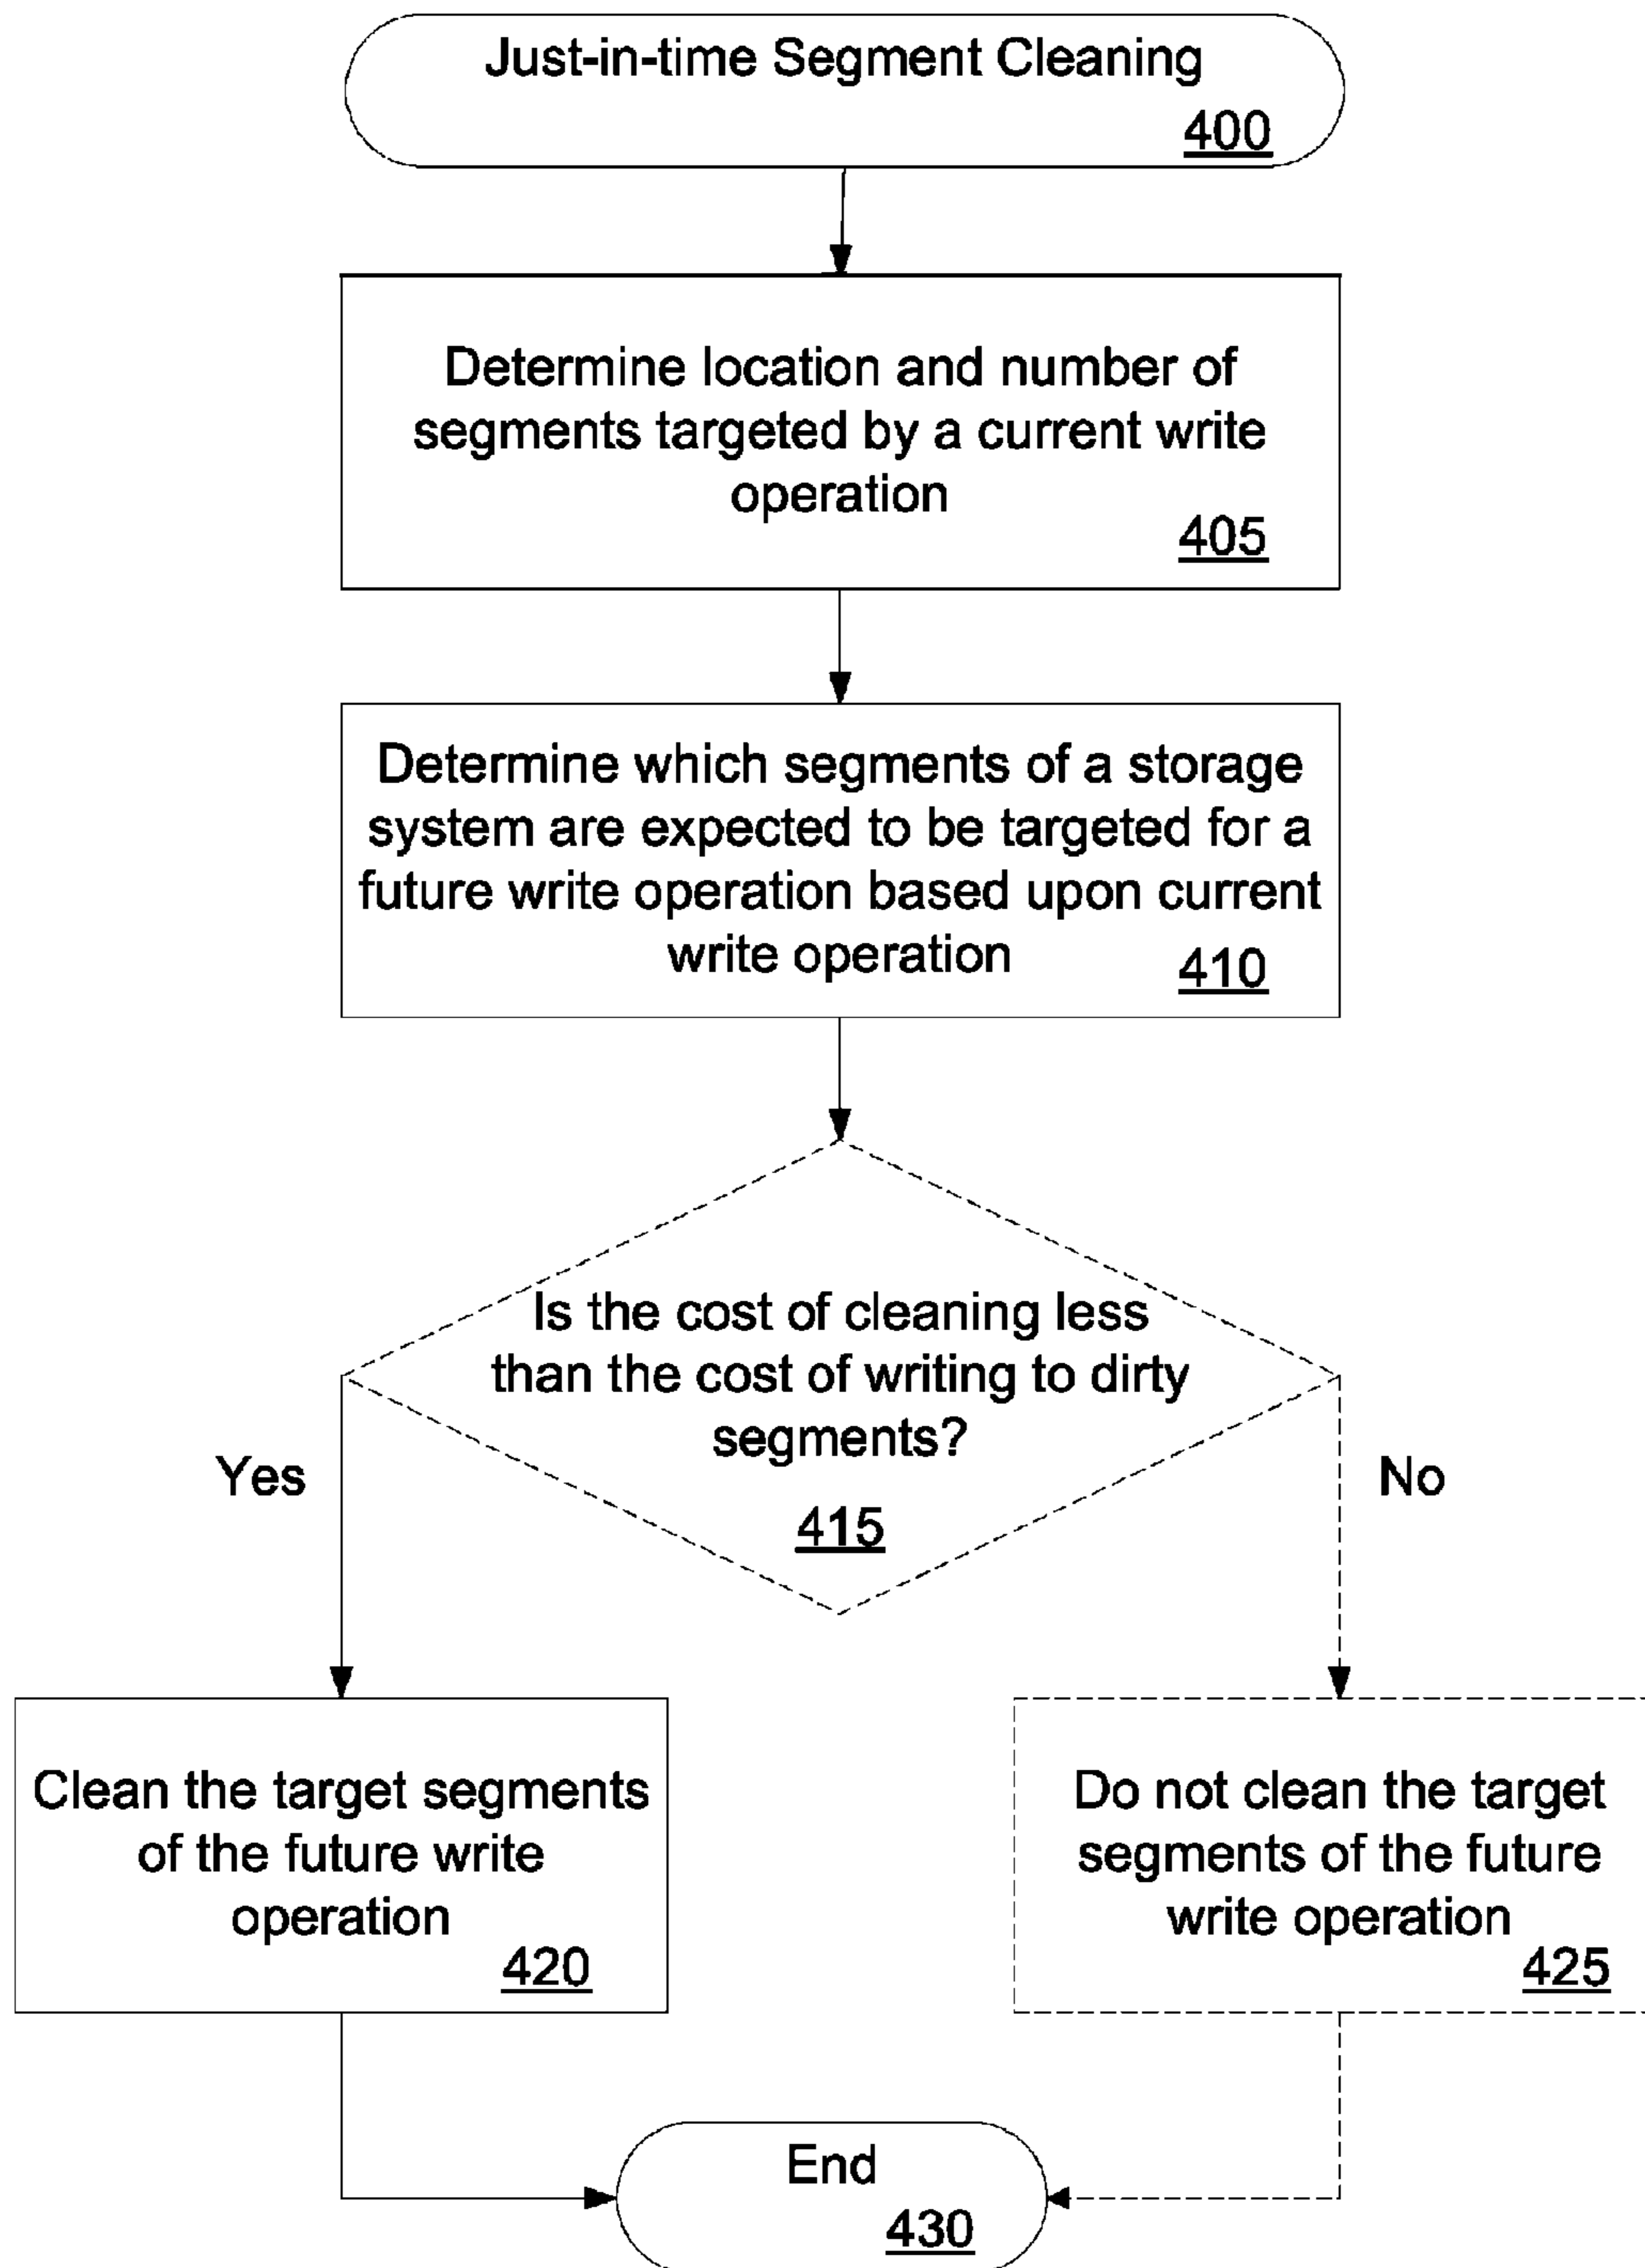 Just-in-time Segment Cleaning
400
Determine location and number of
segments targeted by a current write
operation
405
Determine which segments of a storage
system are expected to be targeted for a
future write operation based upon current
write operation
410
Is the cost of cleaning less
than the cost of writing to dirty
segments?
415
Yes
No
Clean the target segments
of the future write
operation
420
Do not clean the target
segments of the future
write operation
425
End
430